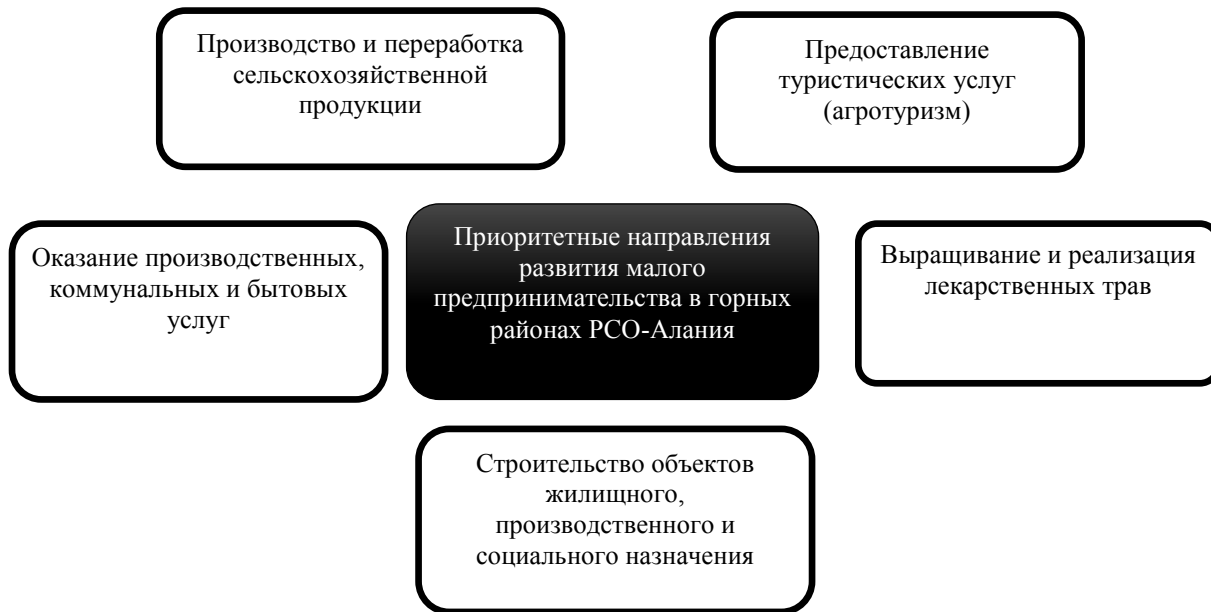 Производство и переработка
сельскохозяйственной
продукции
Предоставление
туристических услуг
(агротуризм)
Оказание производственных,
коммунальных и бытовых
услуг
Приоритетные направления
развития малого
предпринимательства в горных
районах РСО-Алания
Выращивание и реализация
лекарственных трав
Строительство объектов
жилищного,
производственного и
социального назначения